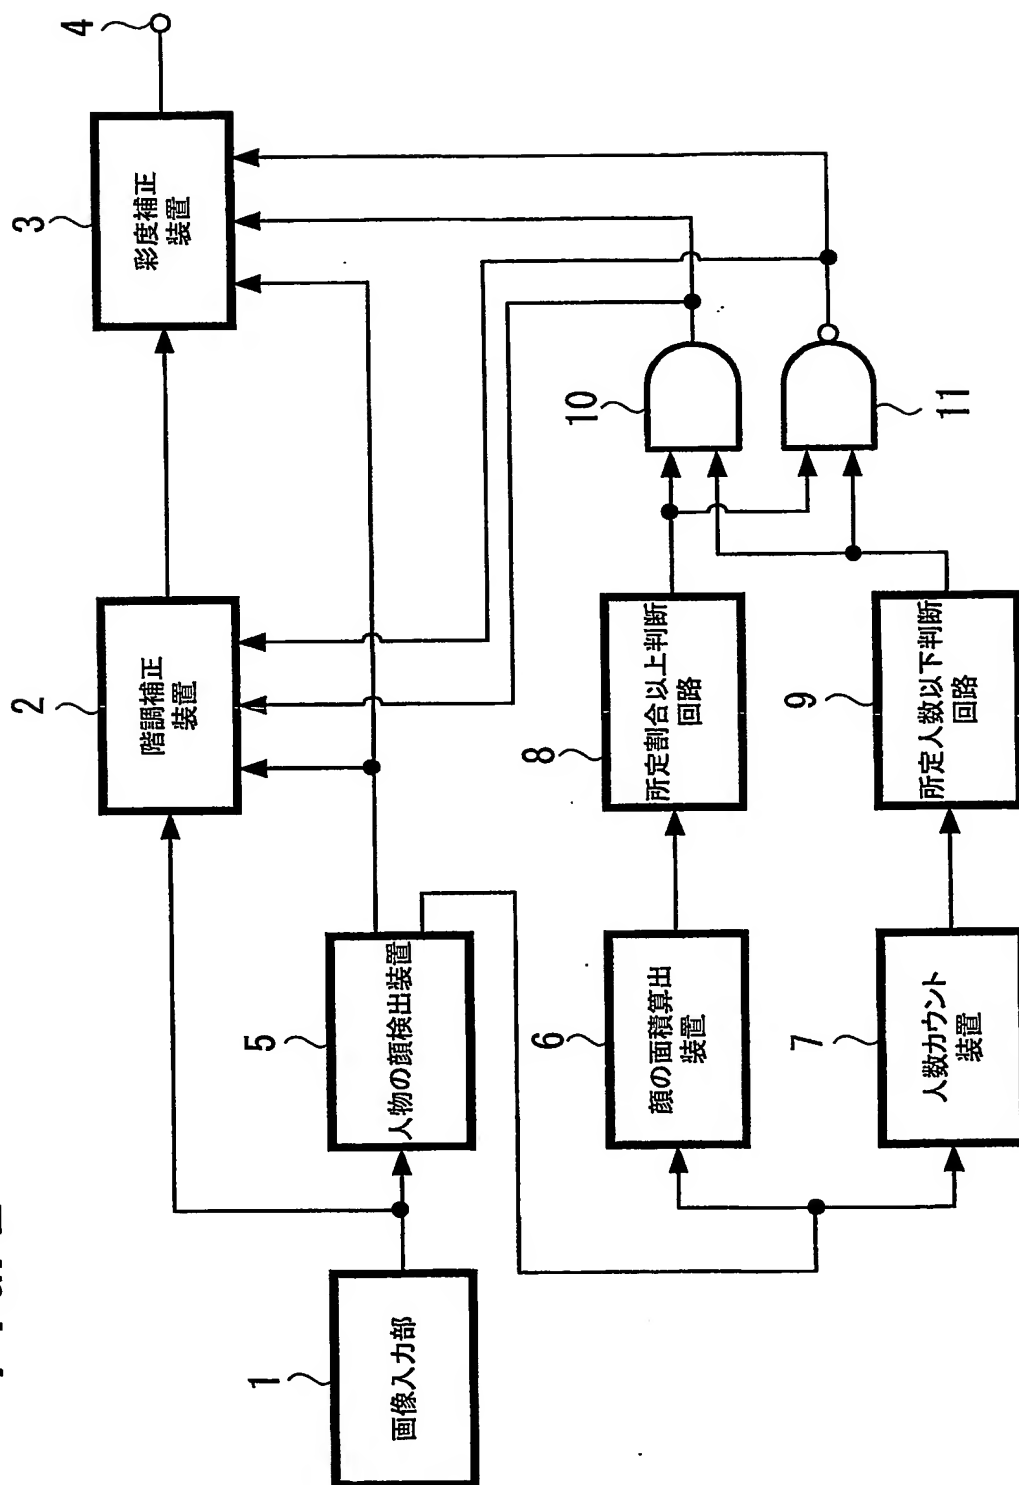 1
画像入力部
2
階調補正
装置
3
彩度補正
装置
4
5
人物の顔検出装置
6
顔の面積算出
装置
7
人数カウント
装置
8
所定割合以上判断
回路
9
所定人数以下判断
回路
10
11